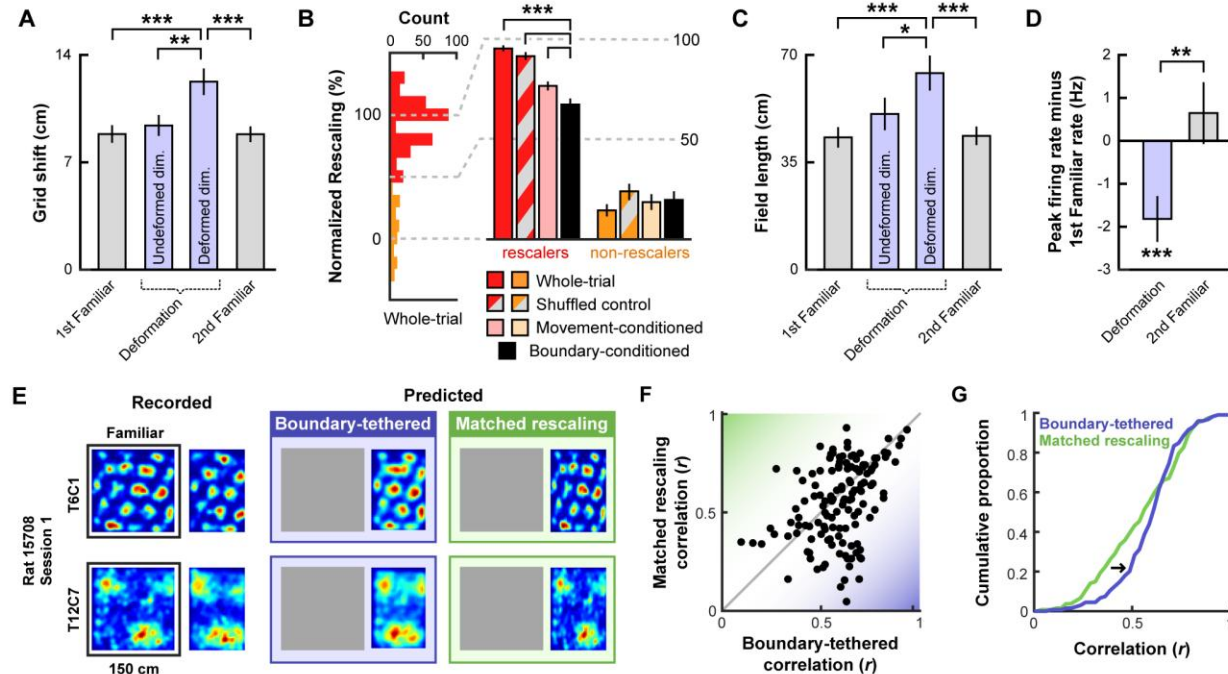 A
***
**
***
Grid shift (cm)
14
7
0
Undeformed dim.
Deformed dim.
1st Familiar
Deformation
2nd Familiar
B
Count
0 50 100
Normalized Rescaling (%)
100
0
Whole-trial
***
100
50
rescalers
non-rescalers
Whole-trial
Shuffled control
Movement-conditioned
Boundary-conditioned
C
***
*
***
Field length (cm)
70
35
0
Undeformed dim.
Deformed dim.
1st Familiar
Deformation
2nd Familiar
D
Peak firing rate minus
1st Familiar rate (Hz)
2
1
0
-1
-2
-3
**
***
Deformation
2nd Familiar
E
Recorded
Predicted
Familiar
Boundary-tethered
Matched rescaling
Rat 15708
Session 1
T6C1
T12C7
150 cm
F
Matched rescaling
correlation (r)
1
0.5
0
0 0.5 1
Boundary-tethered
correlation (r)
G
Boundary-tethered
Matched rescaling
Cumulative proportion
1
0.8
0.6
0.4
0.2
0
0 0.5 1
Correlation (r)